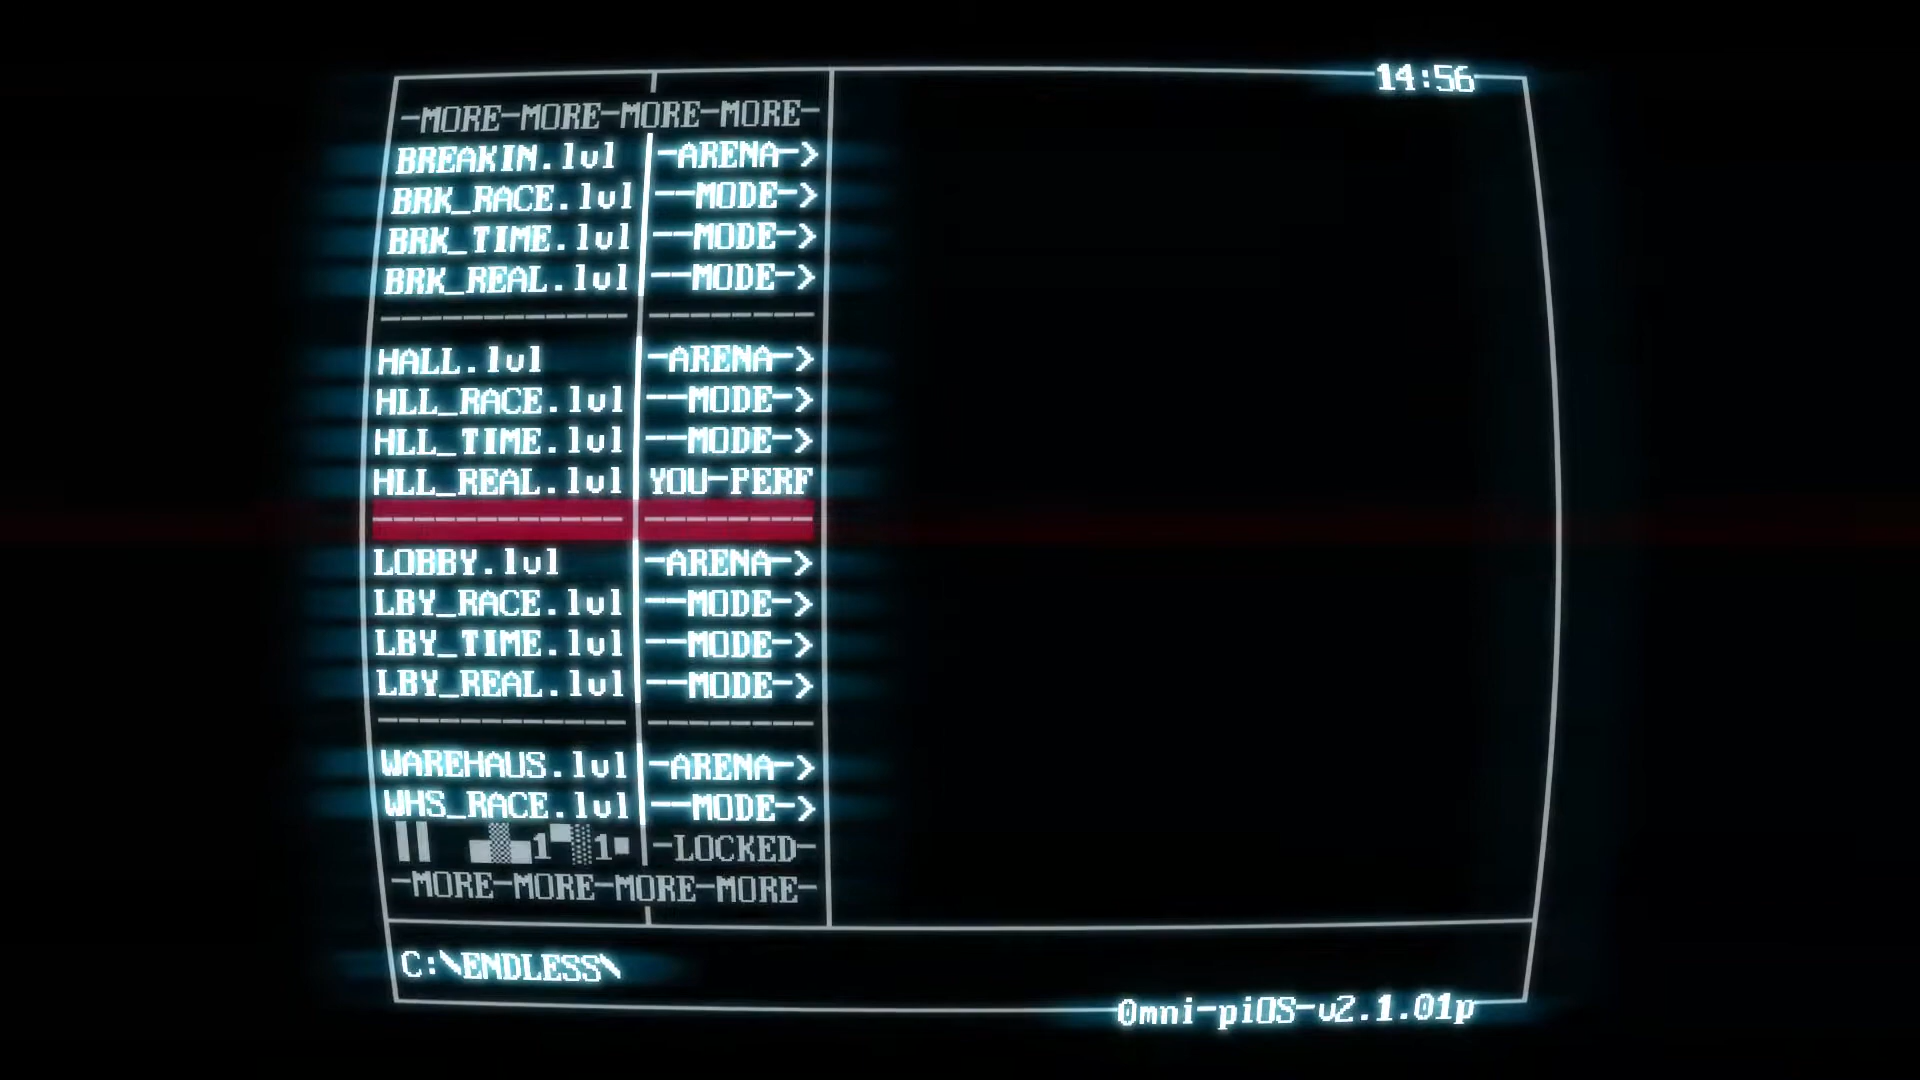 14:56
-MORE-MORE-MORE-MORE-
BREAKIN.lvl -ARENA->
BRK_RACE.lvl --MODE->
BRK_TIME.lvl --MODE->
BRK_REAL.lvl --MODE->
------------ --------
HALL.lvl -ARENA->
HLL_RACE.lvl --MODE->
HLL_TIME.lvl --MODE->
HLL_REAL.lvl YOU-PERF
------------ --------
LOBBY.lvl -ARENA->
LBY_RACE.lvl --MODE->
LBY_TIME.lvl --MODE->
LBY_REAL.lvl --MODE->
------------ --------
WAREHAUS.lvl -ARENA->
WHS_RACE.lvl --MODE->
-LOCKED-
-MORE-MORE-MORE-MORE-
C:\ENDLESS\
0mni-piOS-v2.1.01p